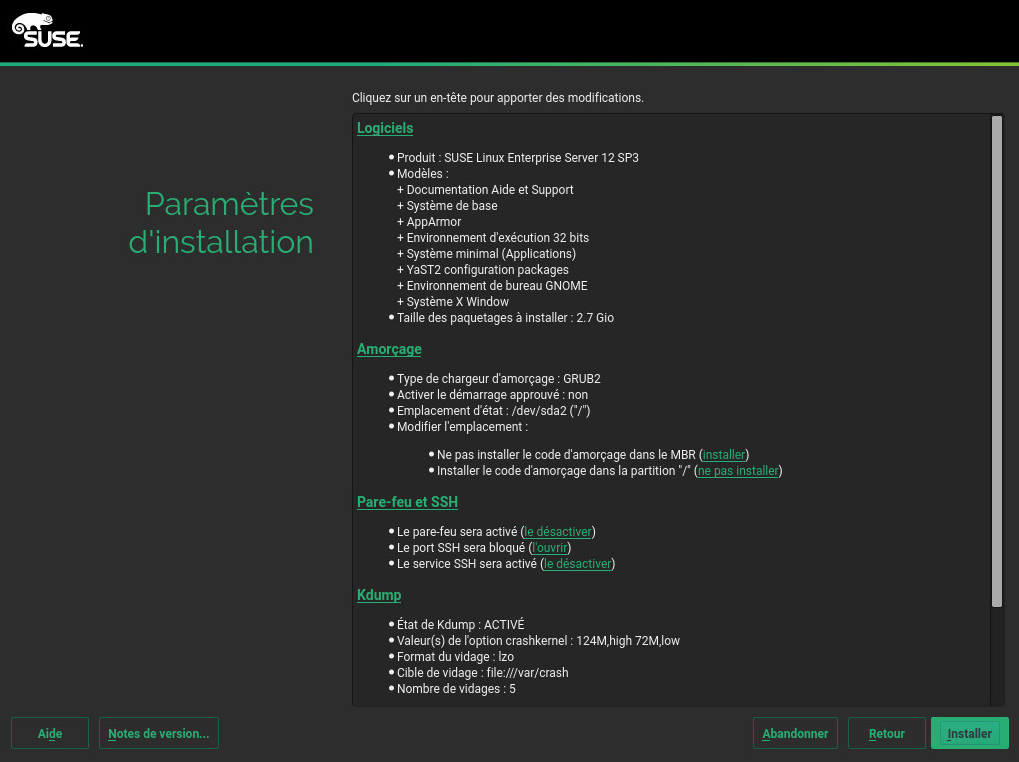 SUSE.
Cliquez sur un en-tête pour apporter des modifications.
Paramètres
d'installation
Logiciels
Produit : SUSE Linux Enterprise Server 12 SP3
Modèles :
+ Documentation Aide et Support
+ Système de base
+ AppArmor
+ Environnement d'exécution 32 bits
+ Système minimal (Applications)
+ YaST2 configuration packages
+ Environnement de bureau GNOME
+ Système X Window
Taille des paquetages à installer : 2.7 Gio
Amorçage
Type de chargeur d'amorçage : GRUB2
Activer le démarrage approuvé : non
Emplacement d'état : /dev/sda2 ("/")
Modifier l'emplacement :
Ne pas installer le code d'amorçage dans le MBR (installer)
Installer le code d'amorçage dans la partition "/" (ne pas installer)
Pare-feu et SSH
Le pare-feu sera activé (le désactiver)
Le port SSH sera bloqué (l'ouvrir)
Le service SSH sera activé (le désactiver)
Kdump
État de Kdump : ACTIVÉ
Valeur(s) de l'option crashkernel : 124M,high 72M,low
Format du vidage : lzo
Cible de vidage : file:///var/crash
Nombre de vidages : 5
Aide
Notes de version...
Abandonner
Retour
Installer